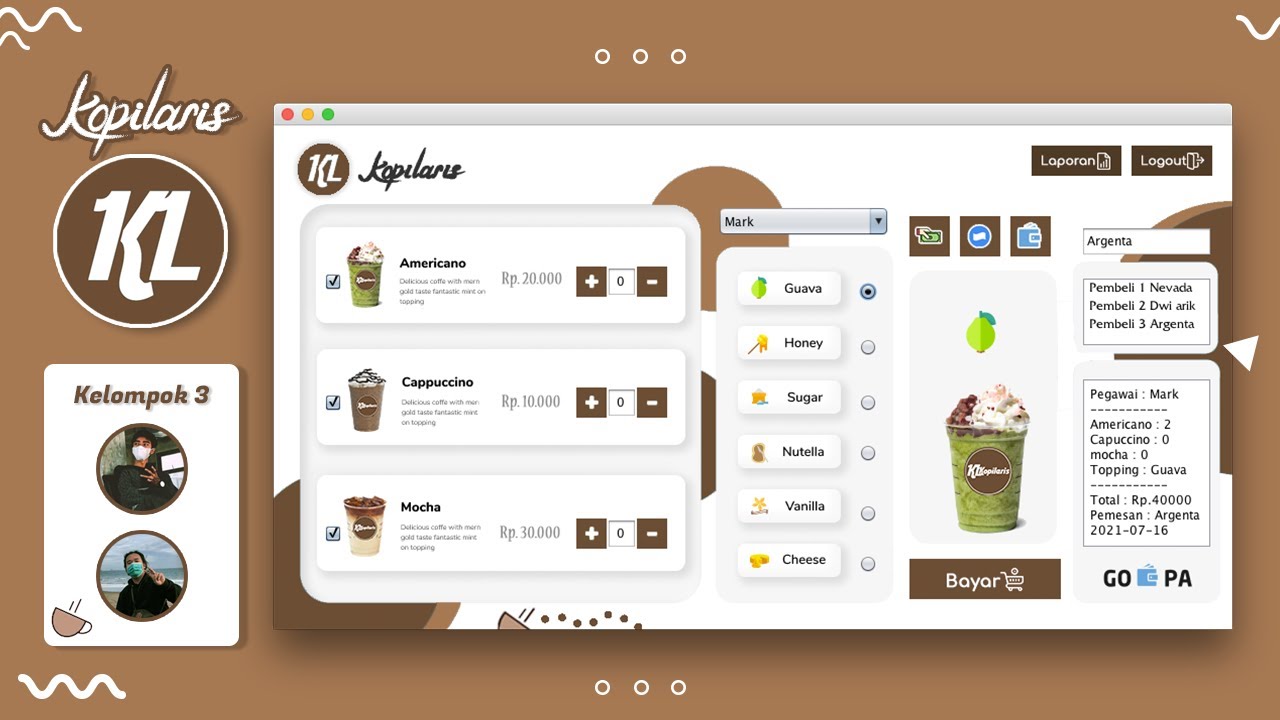 Kopilaris
KL
Kelompok 3
KL Kopilaris
Laporan
Logout
Americano
Delicious coffe with mern
gold taste fantastic mint on
topping
Rp. 20.000
+ 0 -
Cappuccino
Delicious coffe with mern
gold taste fantastic mint
on topping
Rp. 10.000
+ 0 -
Mocha
Delicious coffe with mern
gold taste fantastic mint
on topping
Rp. 30.000
+ 0 -
Mark
Guava
Honey
Sugar
Nutella
Vanilla
Cheese
KLKopilaris
Bayar
Argenta
Pembeli 1 Nevada
Pembeli 2 Dwi arik
Pembeli 3 Argenta
Pegawai : Mark
-----------
Americano : 2
Capuccino : 0
mocha : 0
Topping : Guava
-----------
Total : Rp.40000
Pemesan : Argenta
2021-07-16
GO PA